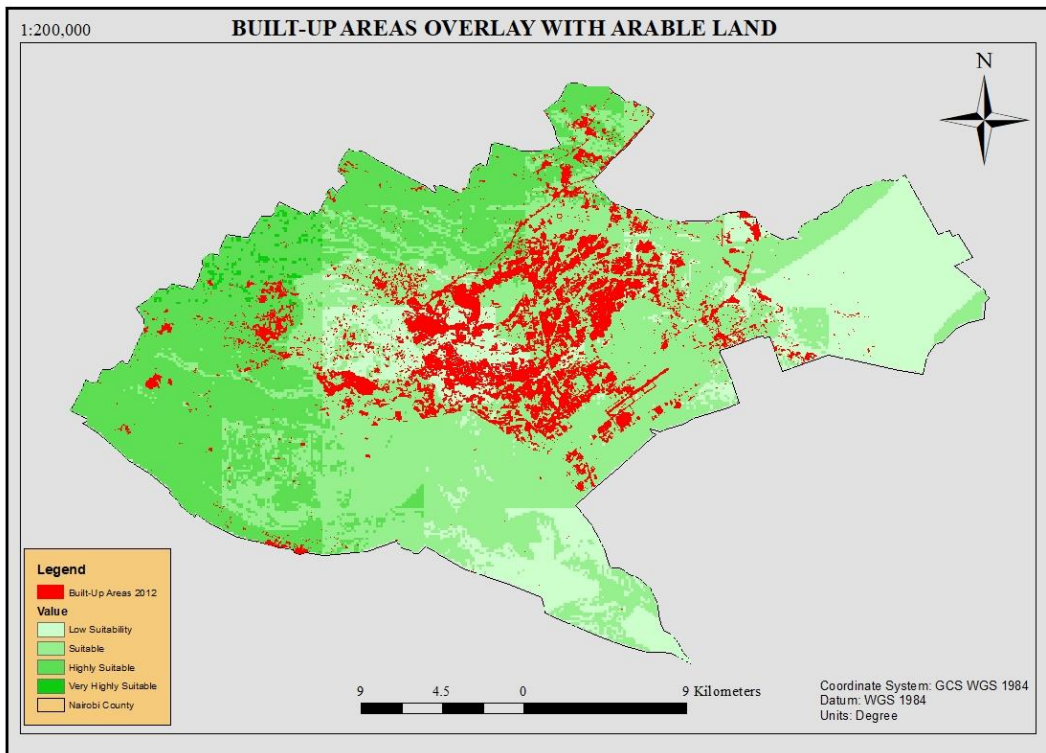 1:200,000
BUILT-UP AREAS OVERLAY WITH ARABLE LAND
N
Legend
Built-Up Areas 2012
Value
Low Suitability
Suitable
Highly Suitable
Very Highly Suitable
Nairobi County
9 4.5 0 9 Kilometers
Coordinate System: GCS WGS 1984
Datum: WGS 1984
Units: Degree